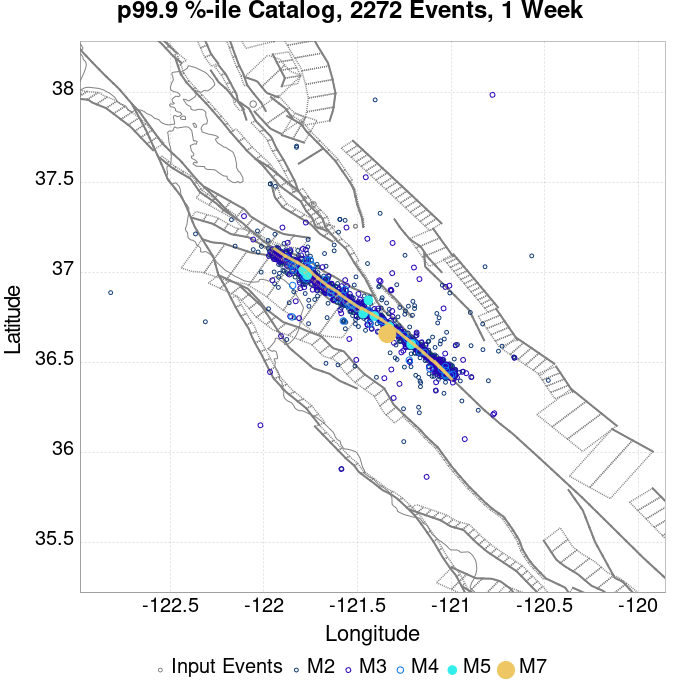 p99.9 %-ile Catalog, 2272 Events, 1 Week
38
37.5
37
36.5
36
35.5
Latitude
-122.5 -122 -121.5 -121 -120.5 -120
Longitude
Input Events M2 M3 M4 M5 M7